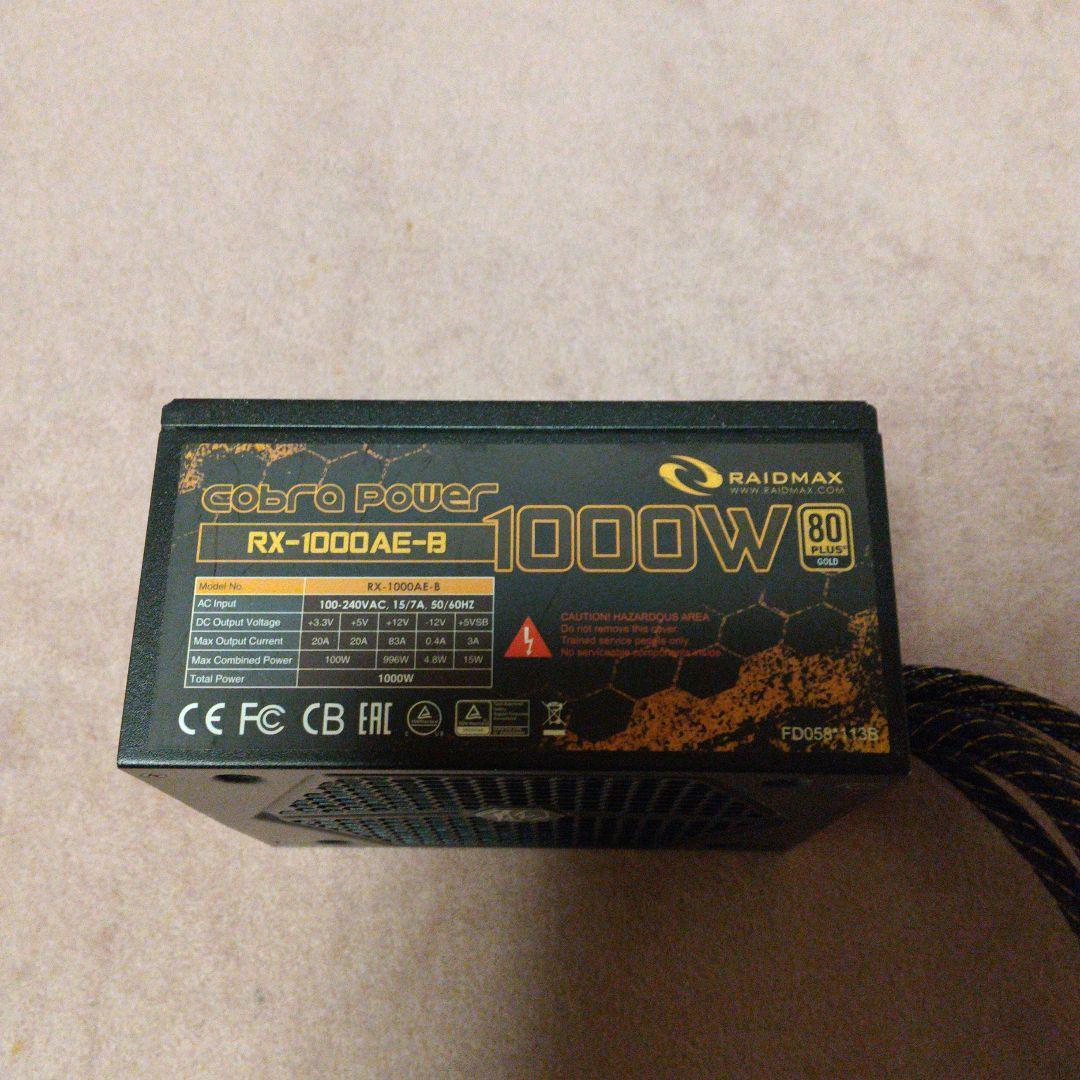 cobra power
RAIDMAX
WWW.RAIDMAX.COM
RX-1000AE-B
1000W
80
PLUS
GOLD
Model No. RX-1000AE-B
AC Input 100-240VAC, 15/7A, 50/60HZ
DC Output Voltage +3.3V +5V +12V -12V +5VSB
Max Output Current 20A 20A 83A 0.4A 3A
Max Combined Power 100W 996W 4.8W 15W
Total Power 1000W
CAUTION! HAZARDOUS AREA
Do not remove this cover
Trained service people only
No serviceable components inside
CE FC CB EAC
FD058*113B